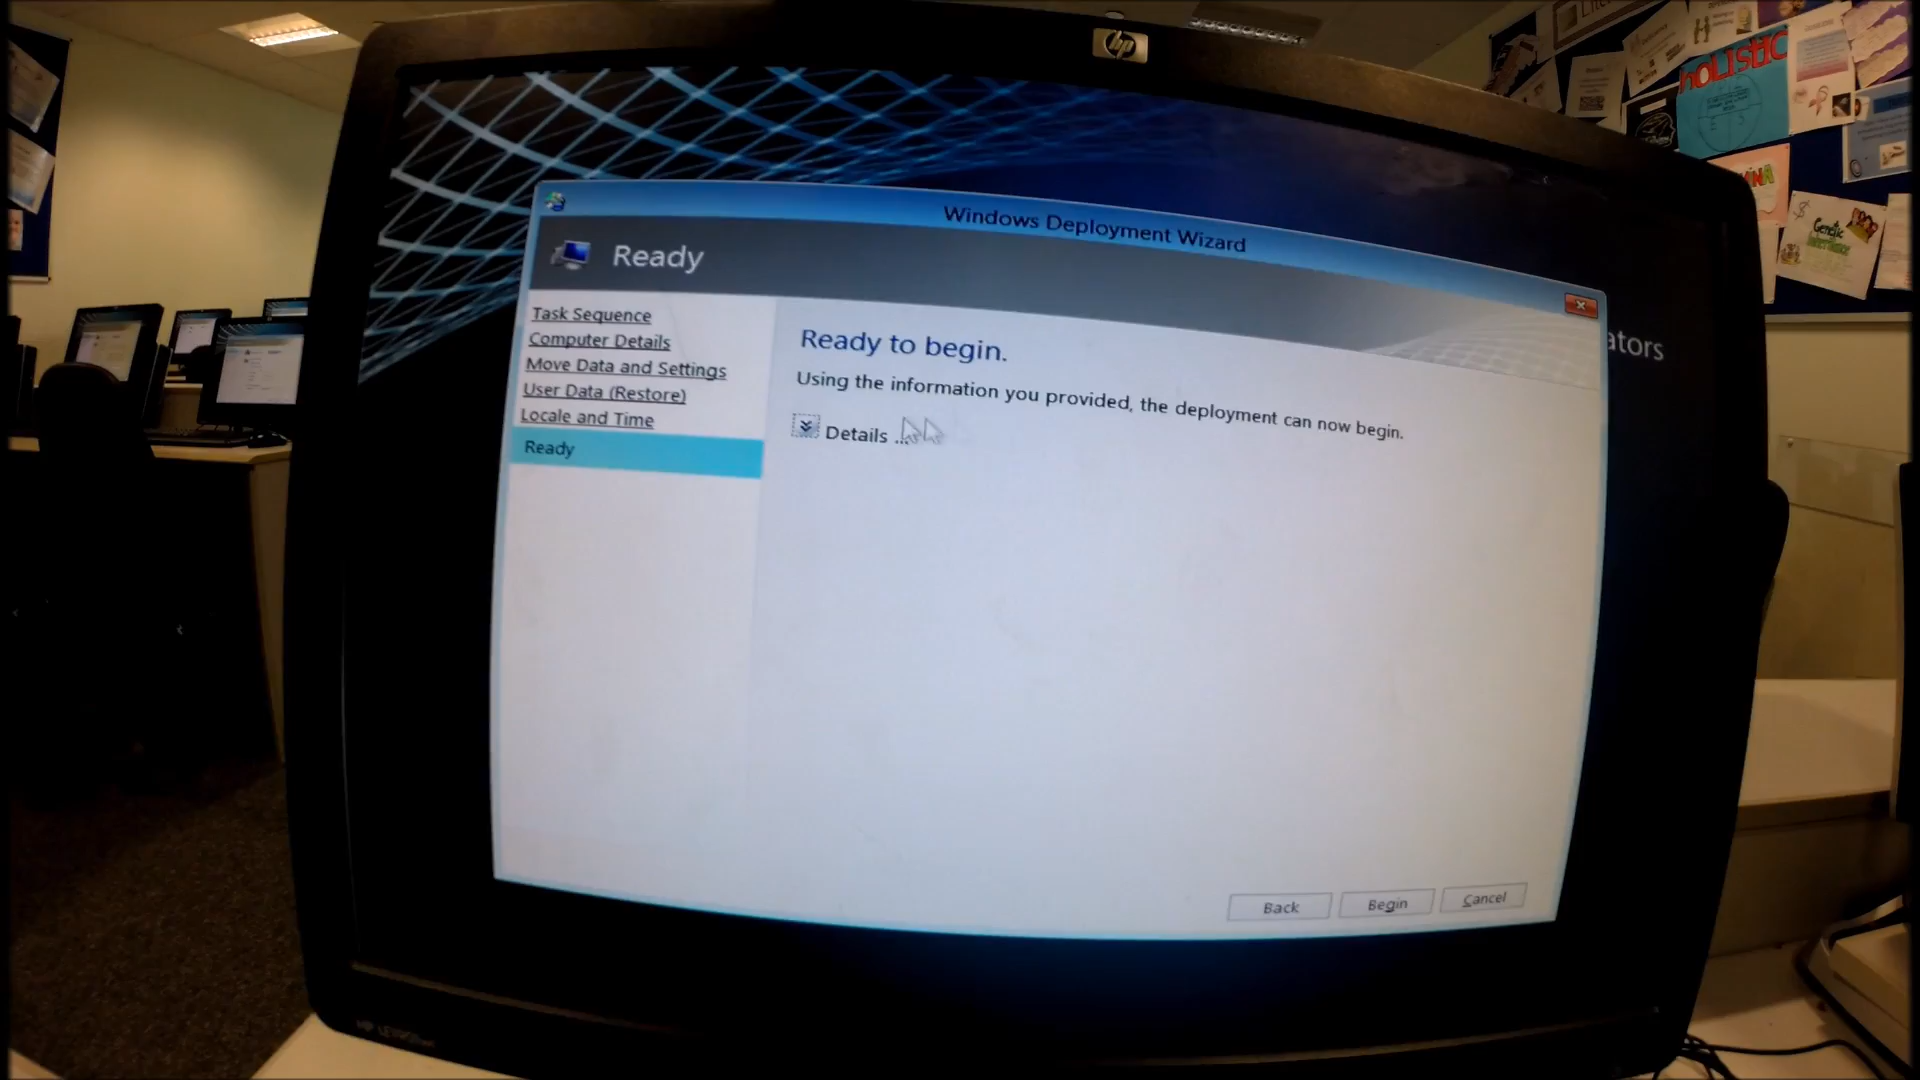 hp
Windows Deployment Wizard
Ready
Task Sequence
Computer Details
Move Data and Settings
User Data (Restore)
Locale and Time
Ready
Ready to begin.
Using the information you provided, the deployment can now begin.
Details ...
Back
Begin
Cancel
ators
HOLISTIC
Genetic